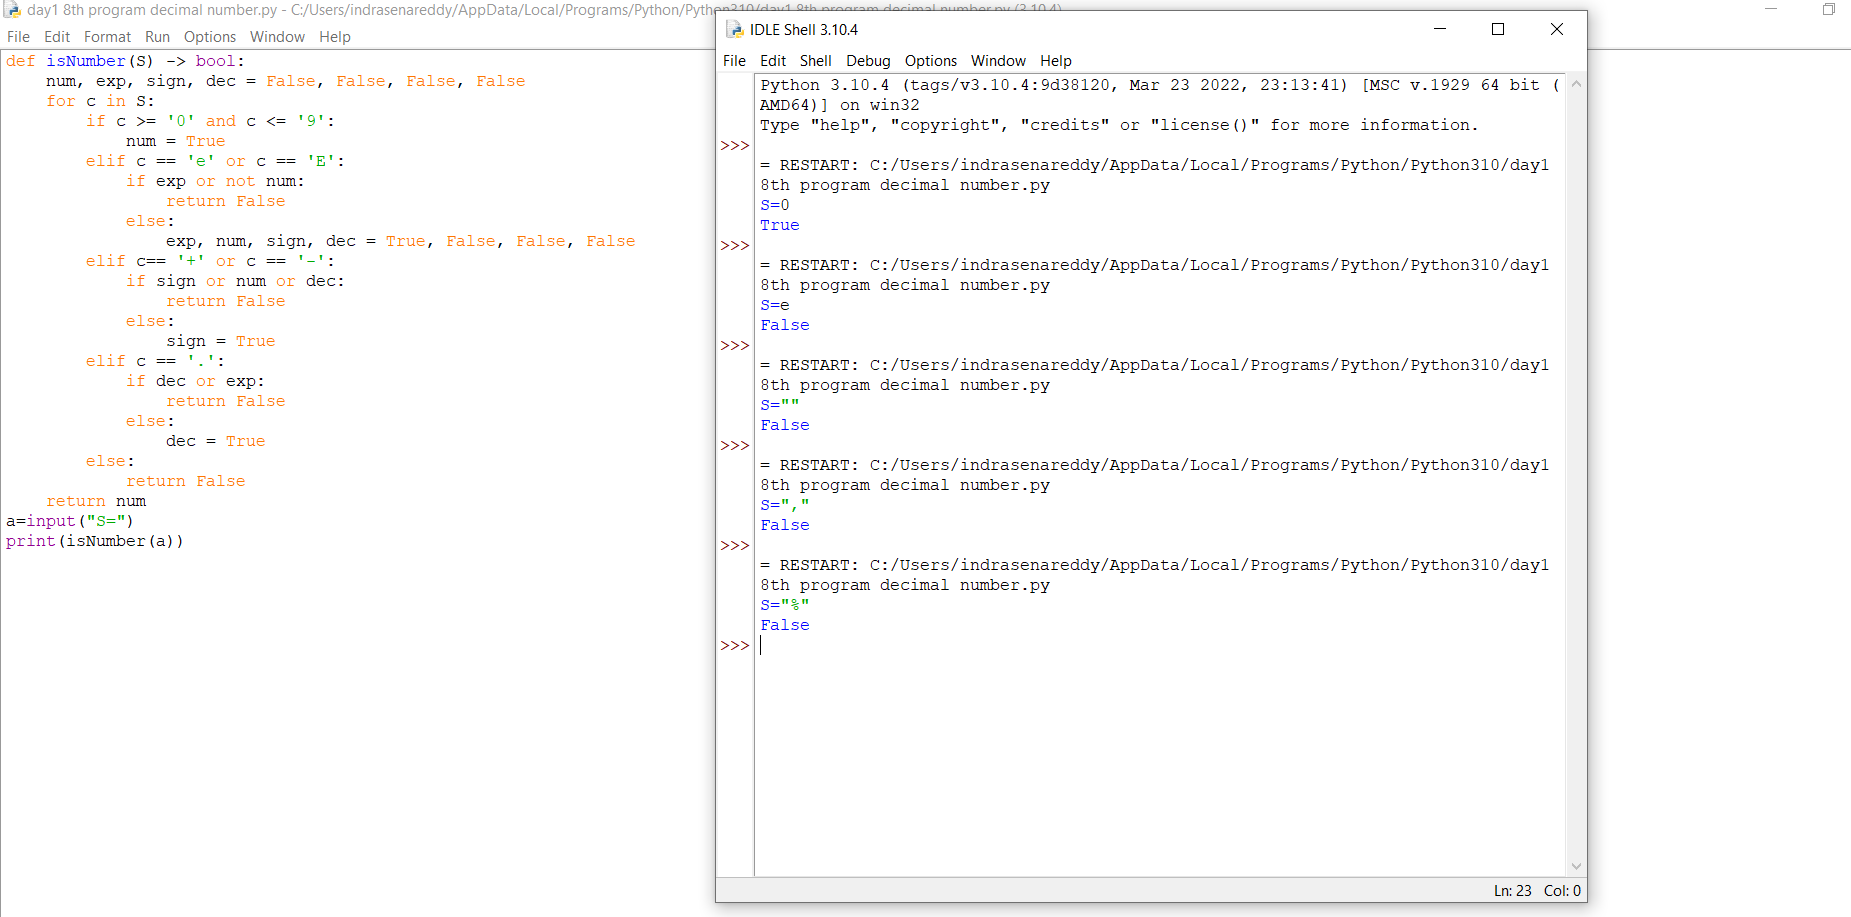 day1 8th program decimal number.py - C:/Users/indrasenareddy/AppData/Local/Programs/Python/Python310/day1 8th program decimal number.py (3.10.4)
File Edit Format Run Options Window Help
def isNumber(S) -> bool:
    num, exp, sign, dec = False, False, False, False
    for c in S:
        if c >= '0' and c <= '9':
            num = True
        elif c == 'e' or c == 'E':
            if exp or not num:
                return False
            else:
                exp, num, sign, dec = True, False, False, False
        elif c== '+' or c == '-':
            if sign or num or dec:
                return False
            else:
                sign = True
        elif c == '.':
            if dec or exp:
                return False
            else:
                dec = True
        else:
            return False
    return num
a=input("S=")
print(isNumber(a))
IDLE Shell 3.10.4
File Edit Shell Debug Options Window Help
Python 3.10.4 (tags/v3.10.4:9d38120, Mar 23 2022, 23:13:41) [MSC v.1929 64 bit (
AMD64)] on win32
Type "help", "copyright", "credits" or "license()" for more information.
>>>
= RESTART: C:/Users/indrasenareddy/AppData/Local/Programs/Python/Python310/day1
8th program decimal number.py
S=0
True
>>>
= RESTART: C:/Users/indrasenareddy/AppData/Local/Programs/Python/Python310/day1
8th program decimal number.py
S=e
False
>>>
= RESTART: C:/Users/indrasenareddy/AppData/Local/Programs/Python/Python310/day1
8th program decimal number.py
S=""
False
>>>
= RESTART: C:/Users/indrasenareddy/AppData/Local/Programs/Python/Python310/day1
8th program decimal number.py
S=","
False
>>>
= RESTART: C:/Users/indrasenareddy/AppData/Local/Programs/Python/Python310/day1
8th program decimal number.py
S="%"
False
>>>
Ln: 23 Col: 0